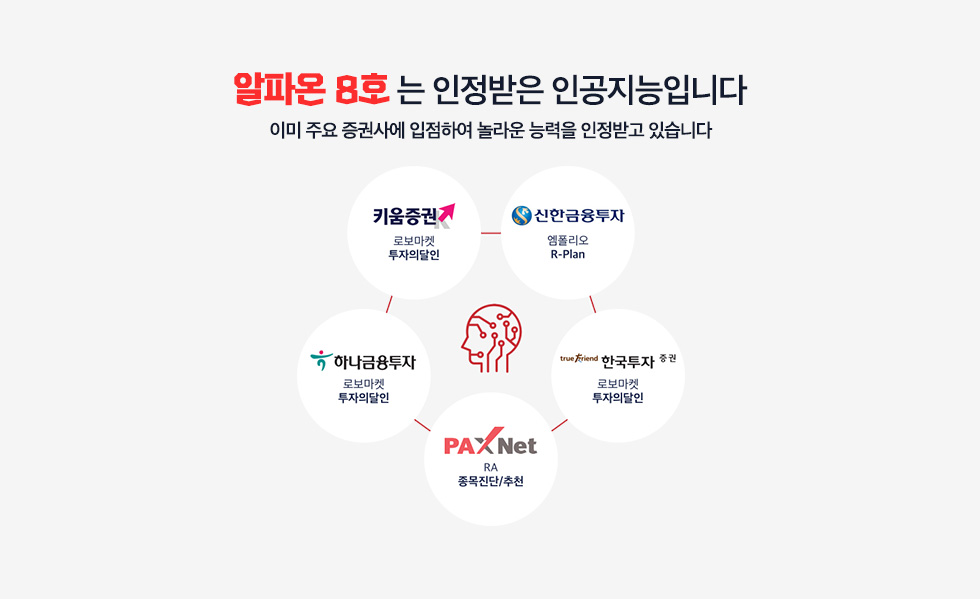 알파온 8호 는 인정받은 인공지능입니다
이미 주요 증권사에 입점하여 놀라운 능력을 인정받고 있습니다
키움증권
로보마켓
투자의달인
신한금융투자
엠폴리오
R-Plan
하나금융투자
로보마켓
투자의달인
true friend 한국투자 증권
로보마켓
투자의달인
PAXNet
RA
종목진단/추천